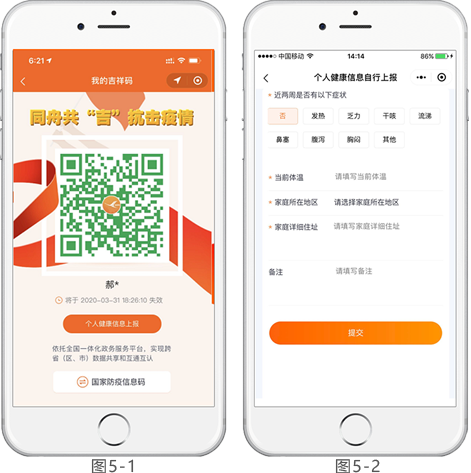 6:21
我的吉祥码
同舟共“吉”抗击疫情
郝*
将于 2020-03-31 18:26:10 失效
个人健康信息上报
依托全国一体化政务服务平台，实现跨
省（区、市）数据共享和互通互认
国家防疫信息码
图5-1
中国移动
14:14
86%
个人健康信息自行上报
* 近两周是否有以下症状
否 发热 乏力 干咳 流涕
鼻塞 腹泻 胸闷 其他
* 当前体温 请填写当前体温
* 家庭所在地区 请选择家庭所在地区
* 家庭详细住址 请填写家庭详细住址
备注 请填写备注
提交
图5-2